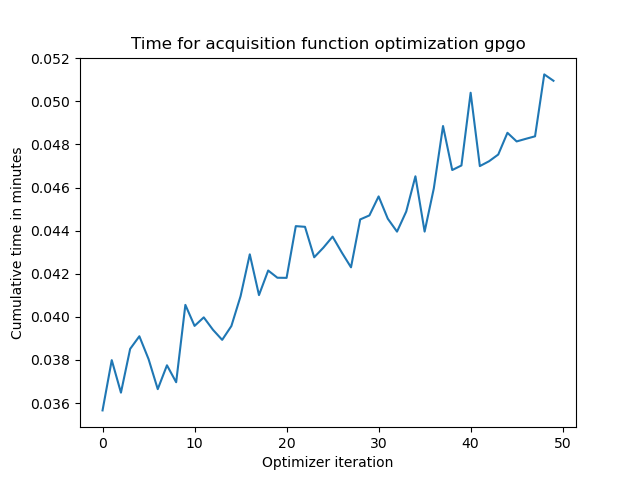 Time for acquisition function optimization gpgo
0.052
0.050
0.048
0.046
0.044
0.042
0.040
0.038
0.036
Cumulative time in minutes
0 10 20 30 40 50
Optimizer iteration